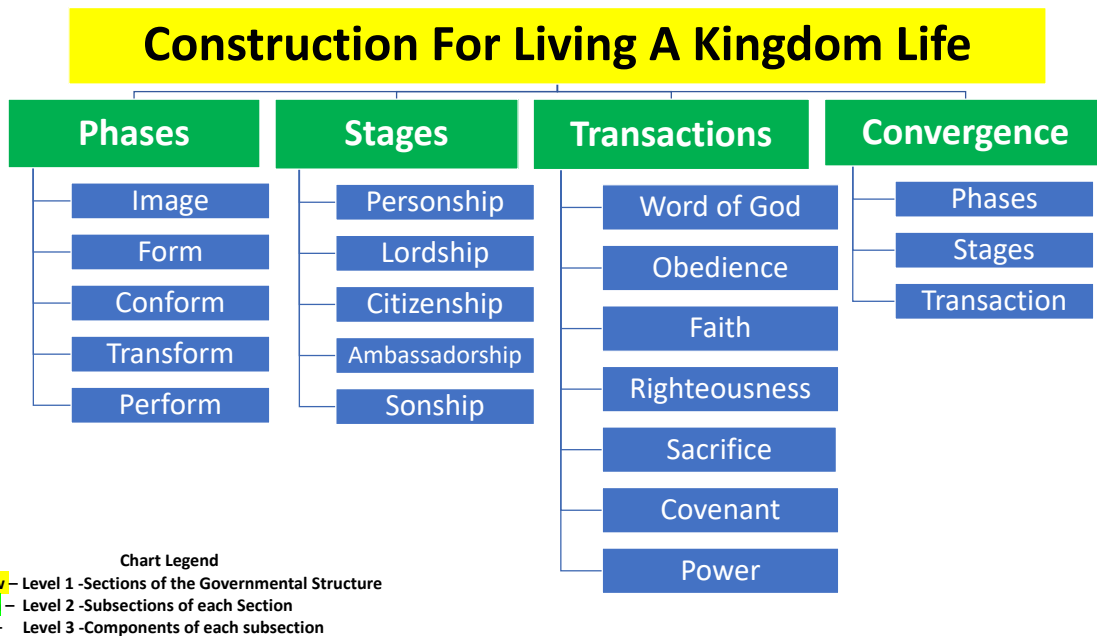 Construction For Living A Kingdom Life
Phases
Image
Form
Conform
Transform
Perform
Stages
Personship
Lordship
Citizenship
Ambassadorship
Sonship
Transactions
Word of God
Obedience
Faith
Righteousness
Sacrifice
Covenant
Power
Convergence
Phases
Stages
Transaction
Chart Legend
– Level 1 -Sections of the Governmental Structure
– Level 2 -Subsections of each Section
- Level 3 -Components of each subsection